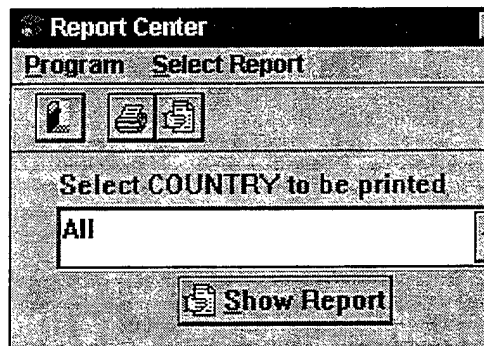 Report Center
Program Select Report
Select COUNTRY to be printed
All
Show Report